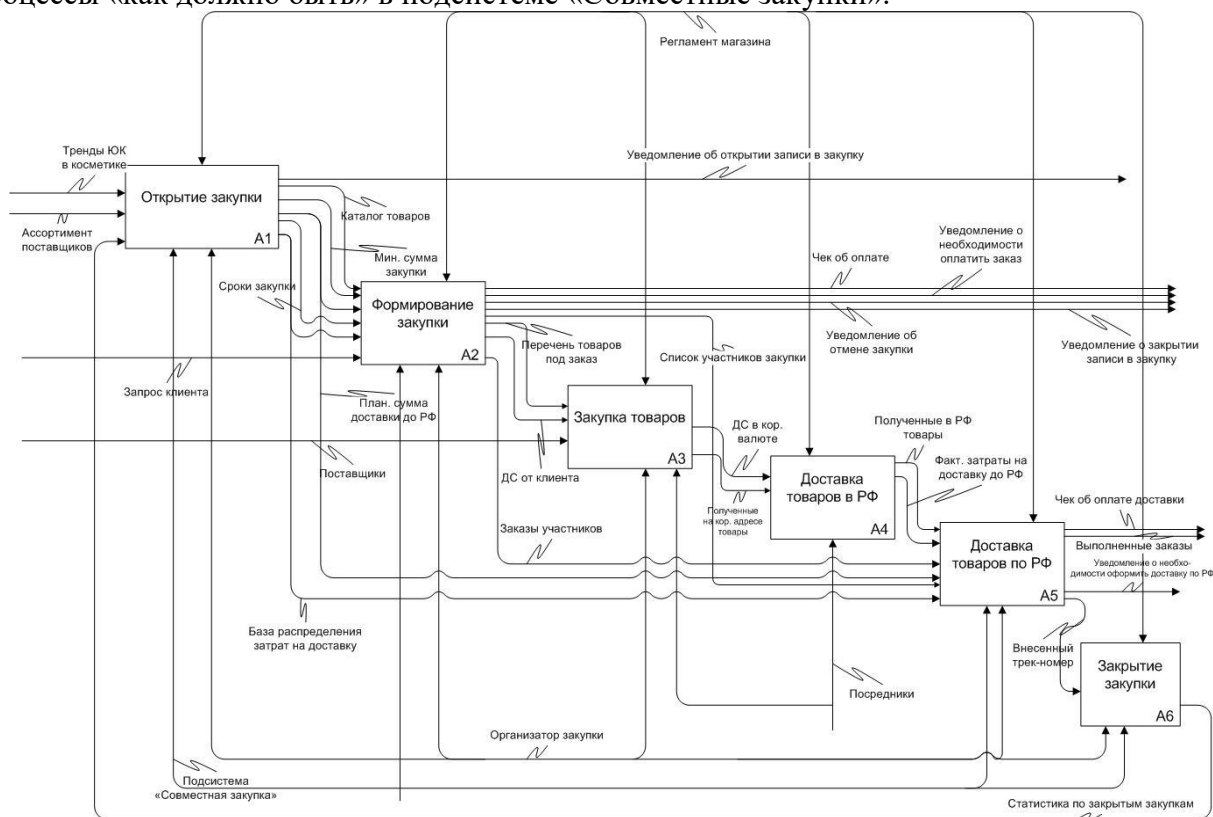 процессы «как должно быть» в подсистеме «Совместные закупки».
Регламент магазина
Тренды ЮК
в косметике
Уведомление об открытии записи в закупку
Открытие закупки
А1
Каталог товаров
Ассортимент
поставщиков
Мин. сумма
закупки
Чек об оплате
Уведомление о
необходимости
оплатить заказ
Сроки закупки
Формирование
закупки
А2
Перечень товаров
под заказ
Уведомление об
отмене закупки
Список участников закупки
Уведомление о закрытии
записи в закупку
Запрос клиента
План. сумма
доставки до РФ
Закупка товаров
А3
ДС в кор.
валюте
Полученные в РФ
товары
Поставщики
ДС от клиента
Доставка
товаров в РФ
А4
Факт. затраты на
доставку до РФ
Полученные
на кор. адресе
товары
Чек об оплате доставки
Заказы участников
Доставка
товаров по РФ
А5
Выполненные заказы
Уведомление о необхо-
димости оформить доставку по РФ
База распределения
затрат на доставку
Внесенный
трек-номер
Закрытие
закупки
А6
Посредники
Организатор закупки
Подсистема
«Совместная закупка»
Статистика по закрытым закупкам